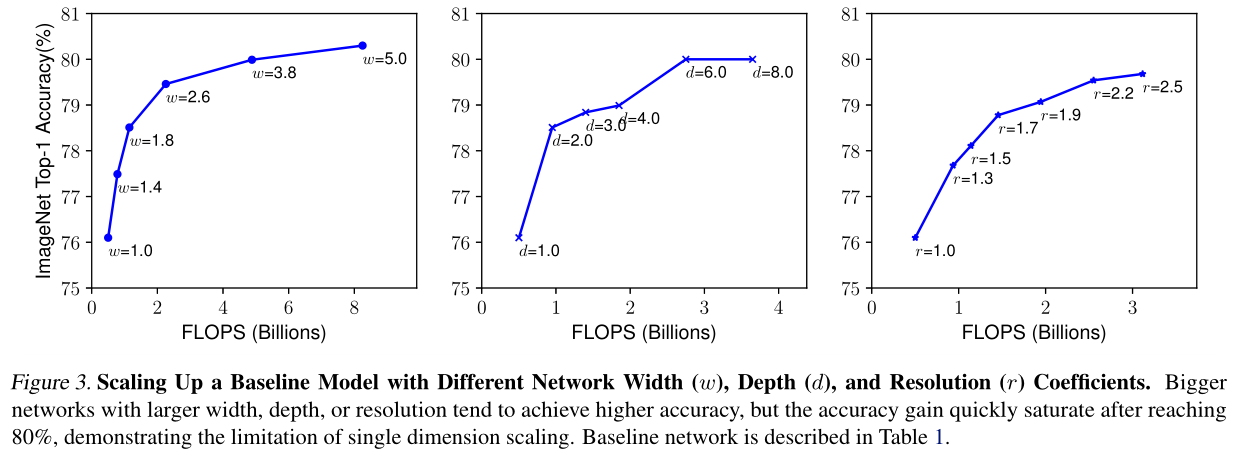 ImageNet Top-1 Accuracy(%)
81
80
79
78
77
76
75
w=1.0
w=1.4
w=1.8
w=2.6
w=3.8
w=5.0
0 2 4 6 8
FLOPS (Billions)
81
80
79
78
77
76
75
d=1.0
d=2.0
d=3.0
d=4.0
d=6.0
d=8.0
0 1 2 3 4
FLOPS (Billions)
81
80
79
78
77
76
75
r=1.0
r=1.3
r=1.5
r=1.7
r=1.9
r=2.2
r=2.5
0 1 2 3
FLOPS (Billions)
Figure 3. Scaling Up a Baseline Model with Different Network Width (w), Depth (d), and Resolution (r) Coefficients. Bigger
networks with larger width, depth, or resolution tend to achieve higher accuracy, but the accuracy gain quickly saturate after reaching
80%, demonstrating the limitation of single dimension scaling. Baseline network is described in Table 1.